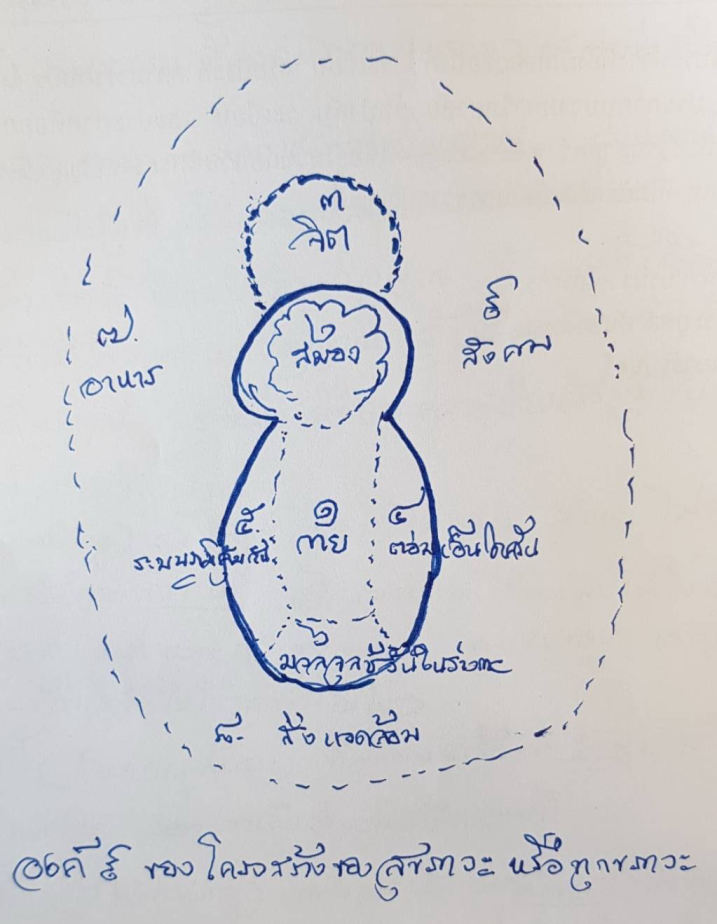 ๓
จิต
๒
สมอง
๗.
อาหาร
๙
สังคม
๕.
ระบบภูมิคุ้มกัน
๑
กาย
๔
ต่อมเอ็นโดคริน
๖
มวลจุลชีวันในร่างกาย
๘. สิ่งแวดล้อม
องค์ ๙ ของโครงสร้างของสุขภาวะ หรือทุกขภาวะ